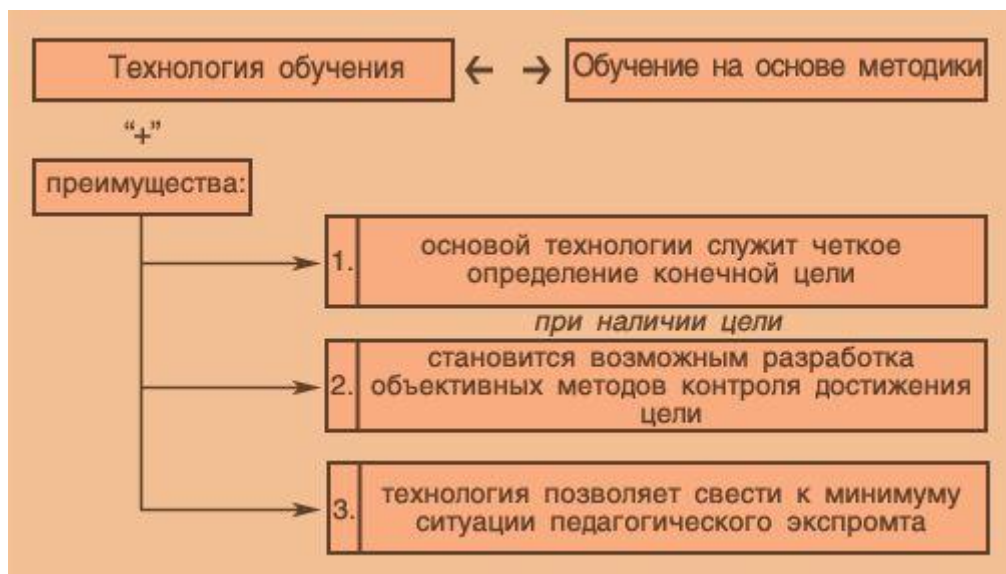 Технология обучения ← → Обучение на основе методики
“+”
преимущества:
1. основой технологии служит четкое
определение конечной цели
при наличии цели
2. становится возможным разработка
объективных методов контроля достижения
цели
3. технология позволяет свести к минимуму
ситуации педагогического экспромта